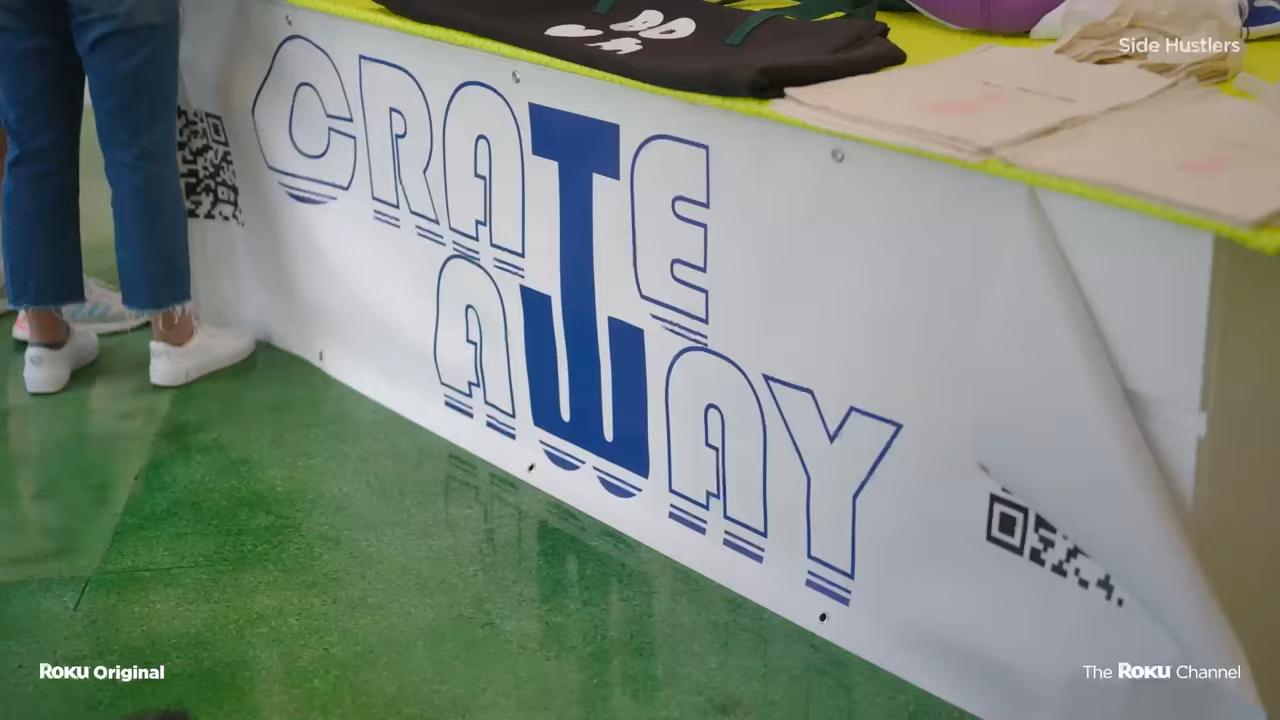 Side Hustlers
CRATE
AWAY
ROKU Original
The ROKU Channel